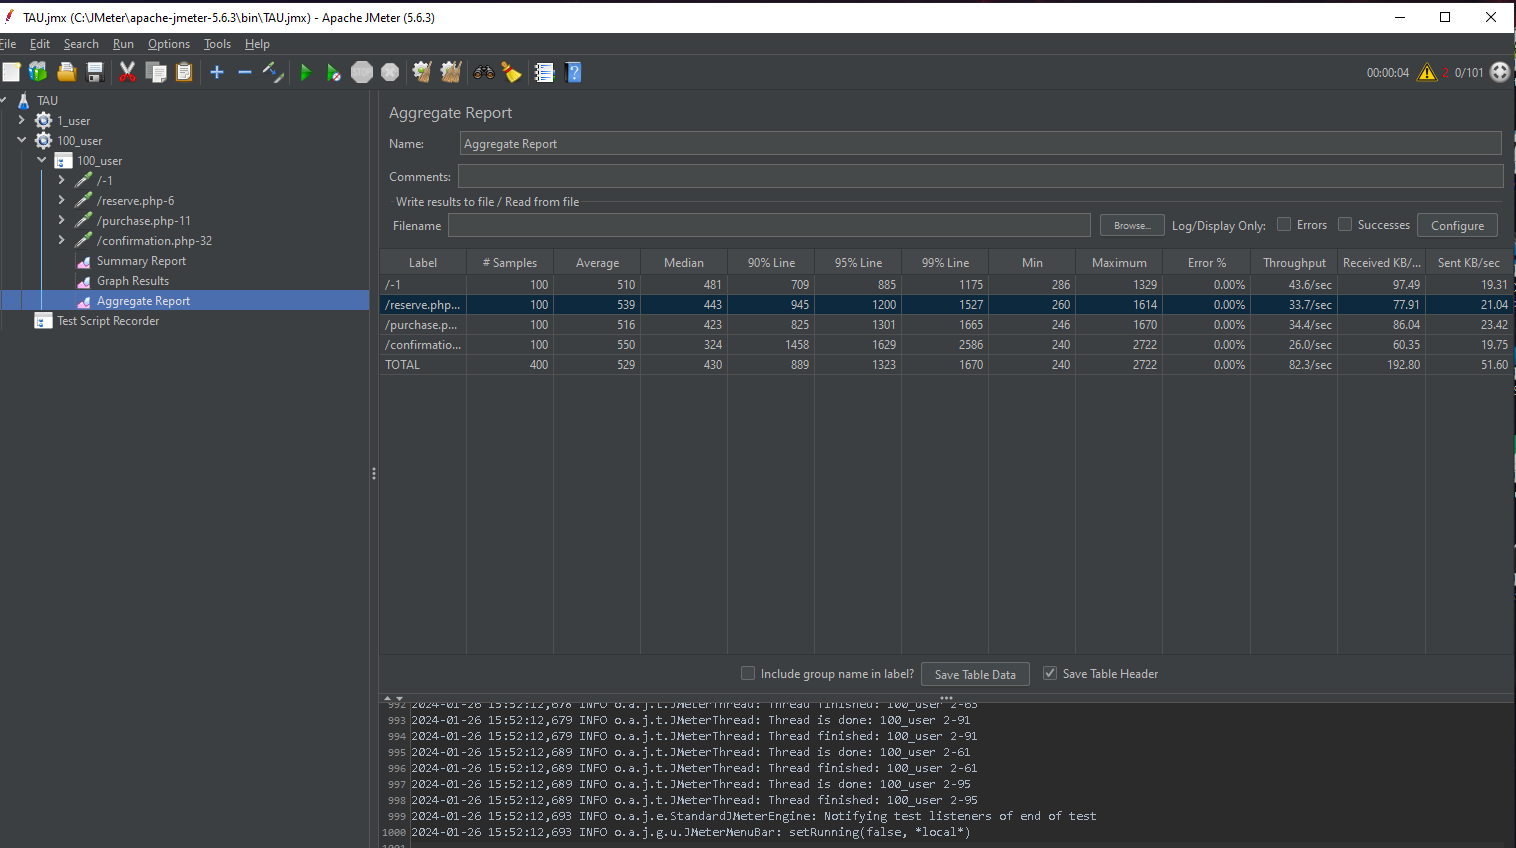 TAU.jmx (C:\JMeter\apache-jmeter-5.6.3\bin\TAU.jmx) - Apache JMeter (5.6.3)
File Edit Search Run Options Tools Help
STOP 00:00:04 2 0/101
TAU
1_user
100_user
100_user
/-1
/reserve.php-6
/purchase.php-11
/confirmation.php-32
Summary Report
Graph Results
Aggregate Report
Test Script Recorder
Aggregate Report
Name: Aggregate Report
Comments:
Write results to file / Read from file
Filename Browse... Log/Display Only: Errors Successes Configure
Label # Samples Average Median 90% Line 95% Line 99% Line Min Maximum Error % Throughput Received KB/... Sent KB/sec
/-1 100 510 481 709 885 1175 286 1329 0.00% 43.6/sec 97.49 19.31
/reserve.php... 100 539 443 945 1200 1527 260 1614 0.00% 33.7/sec 77.91 21.04
/purchase.p... 100 516 423 825 1301 1665 246 1670 0.00% 34.4/sec 86.04 23.42
/confirmatio... 100 550 324 1458 1629 2586 240 2722 0.00% 26.0/sec 60.35 19.75
TOTAL 400 529 430 889 1323 1670 240 2722 0.00% 82.3/sec 192.80 51.60
Include group name in label? Save Table Data Save Table Header
992 2024-01-26 15:52:12,678 INFO o.a.j.t.JMeterThread: Thread finished: 100_user 2-63
993 2024-01-26 15:52:12,679 INFO o.a.j.t.JMeterThread: Thread is done: 100_user 2-91
994 2024-01-26 15:52:12,679 INFO o.a.j.t.JMeterThread: Thread finished: 100_user 2-91
995 2024-01-26 15:52:12,689 INFO o.a.j.t.JMeterThread: Thread is done: 100_user 2-61
996 2024-01-26 15:52:12,689 INFO o.a.j.t.JMeterThread: Thread finished: 100_user 2-61
997 2024-01-26 15:52:12,689 INFO o.a.j.t.JMeterThread: Thread is done: 100_user 2-95
998 2024-01-26 15:52:12,689 INFO o.a.j.t.JMeterThread: Thread finished: 100_user 2-95
999 2024-01-26 15:52:12,693 INFO o.a.j.e.StandardJMeterEngine: Notifying test listeners of end of test
1000 2024-01-26 15:52:12,693 INFO o.a.j.g.u.JMeterMenuBar: setRunning(false, *local*)
1001